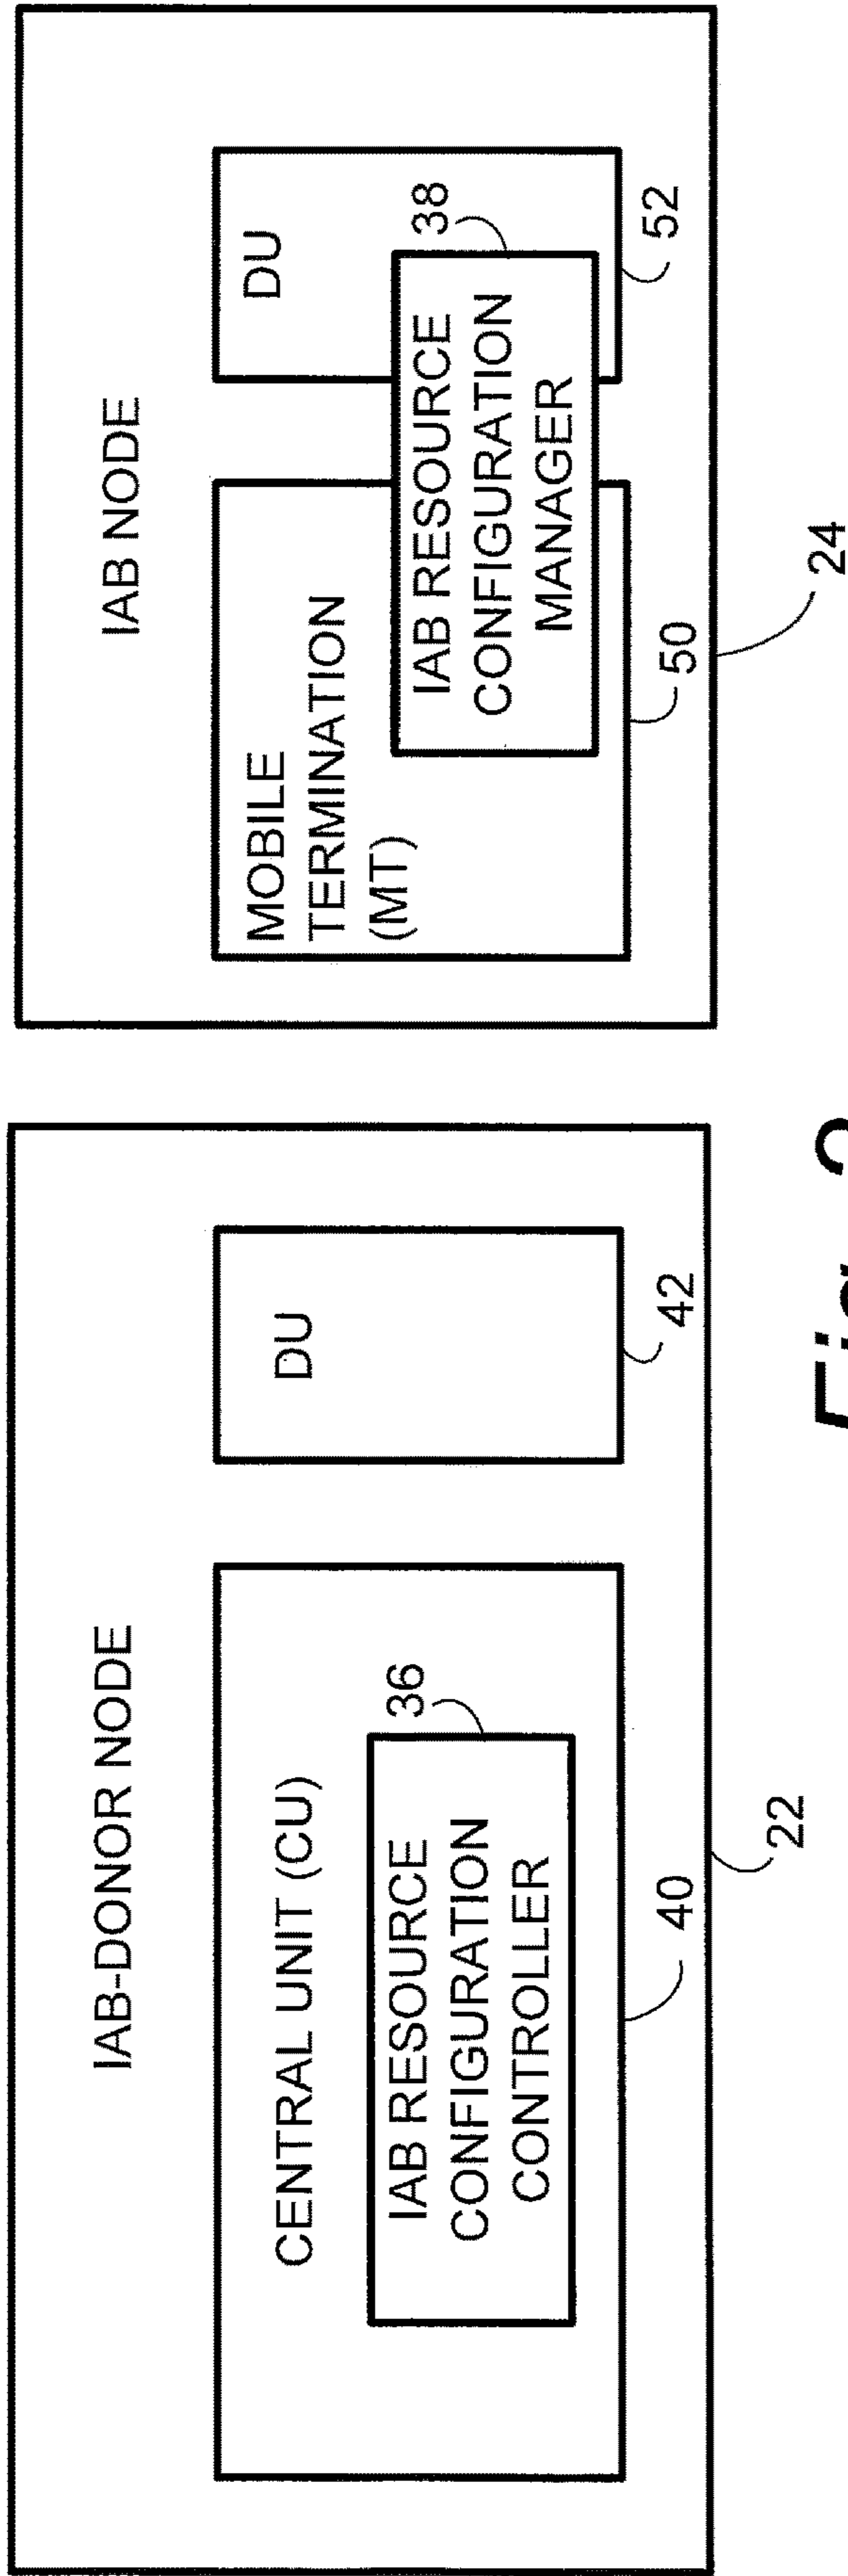 IAB-DONOR NODE
CENTRAL UNIT (CU)
IAB RESOURCE
CONFIGURATION
CONTROLLER
36
40
DU
42
22
IAB NODE
MOBILE
TERMINATION
(MT)
IAB RESOURCE
CONFIGURATION
MANAGER
38
DU
50
52
24